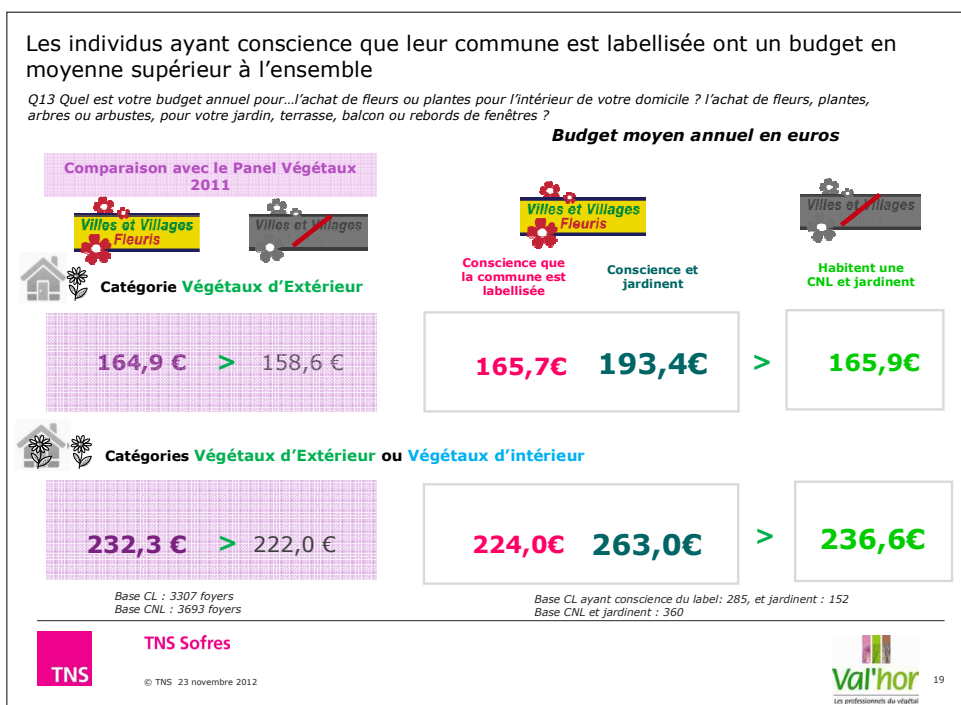 Les individus ayant conscience que leur commune est labellisée ont un budget en
moyenne supérieur à l'ensemble
Q13 Quel est votre budget annuel pour…l'achat de fleurs ou plantes pour l'intérieur de votre domicile ? l'achat de fleurs, plantes,
arbres ou arbustes, pour votre jardin, terrasse, balcon ou rebords de fenêtres ?
Budget moyen annuel en euros
Comparaison avec le Panel Végétaux
2011
Villes et Villages
Fleuris
Villes et Villages
Villes et Villages
Fleuris
Villes et Villages
Conscience que
la commune est
labellisée
Conscience et
jardinent
Habitent une
CNL et jardinent
Catégorie Végétaux d'Extérieur
164,9 € > 158,6 €
165,7€ 193,4€ > 165,9€
Catégories Végétaux d'Extérieur ou Végétaux d'intérieur
232,3 € > 222,0 €
224,0€ 263,0€ > 236,6€
Base CL : 3307 foyers
Base CNL : 3693 foyers
Base CL ayant conscience du label: 285, et jardinent : 152
Base CNL et jardinent : 360
TNS
TNS Sofres
© TNS 23 novembre 2012
Val'hor
Les professionnels du végétal
19